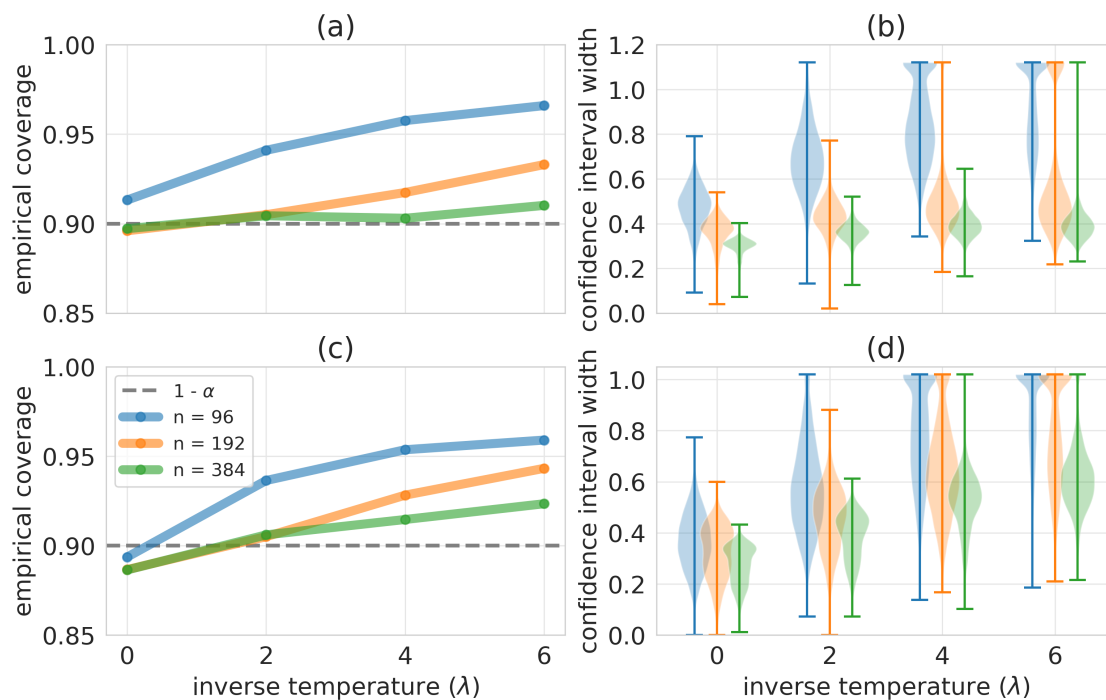 (a)
empirical coverage
1.00
0.95
0.90
0.85
(b)
confidence interval width
1.2
1.0
0.8
0.6
0.4
0.2
0.0
(c)
empirical coverage
1.00
0.95
0.90
0.85
1 - α
n = 96
n = 192
n = 384
0 2 4 6
inverse temperature (λ)
(d)
confidence interval width
1.0
0.8
0.6
0.4
0.2
0.0
0 2 4 6
inverse temperature (λ)